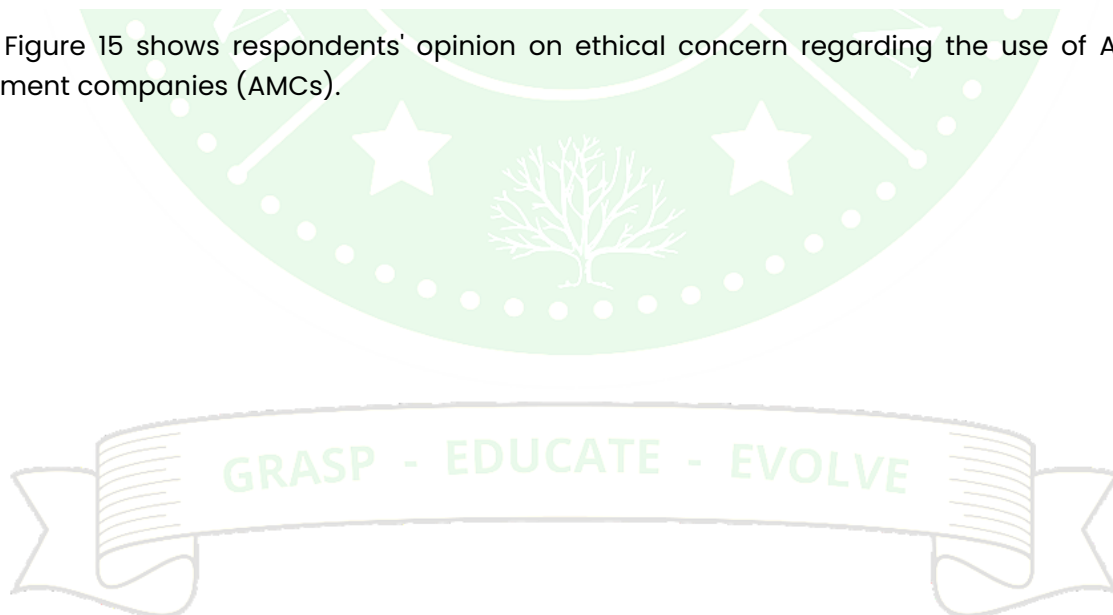 Figure 15 shows respondents' opinion on ethical concern regarding the use of A
ment companies (AMCs).
GRASP - EDUCATE - EVOLVE